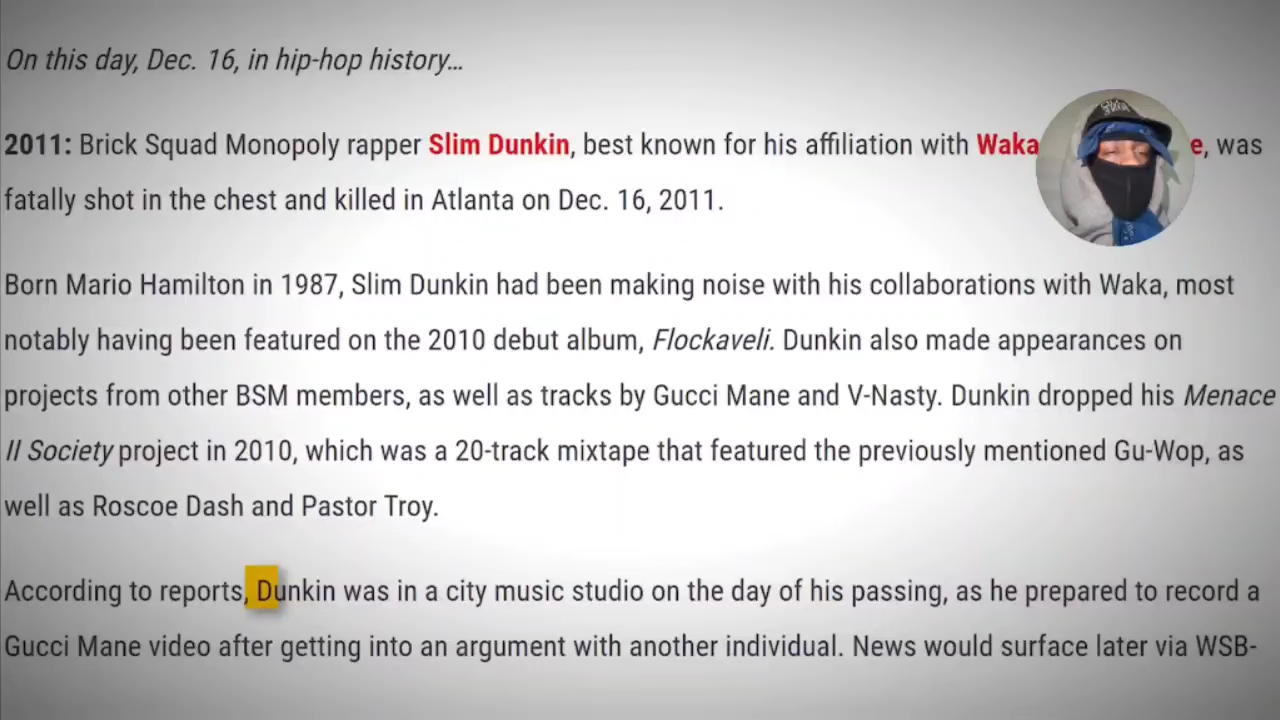 On this day, Dec. 16, in hip-hop history…
2011: Brick Squad Monopoly rapper Slim Dunkin, best known for his affiliation with Waka e, was
fatally shot in the chest and killed in Atlanta on Dec. 16, 2011.
Born Mario Hamilton in 1987, Slim Dunkin had been making noise with his collaborations with Waka, most
notably having been featured on the 2010 debut album, Flockaveli. Dunkin also made appearances on
projects from other BSM members, as well as tracks by Gucci Mane and V-Nasty. Dunkin dropped his Menace
II Society project in 2010, which was a 20-track mixtape that featured the previously mentioned Gu-Wop, as
well as Roscoe Dash and Pastor Troy.
According to reports, Dunkin was in a city music studio on the day of his passing, as he prepared to record a
Gucci Mane video after getting into an argument with another individual. News would surface later via WSB-